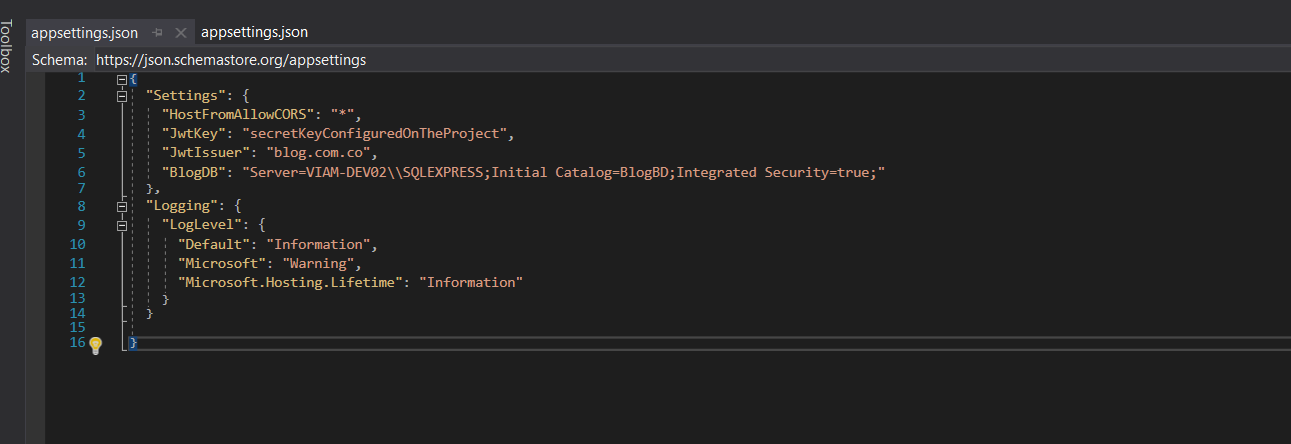 Toolbox
appsettings.json appsettings.json
Schema: https://json.schemastore.org/appsettings
1 {
2 "Settings": {
3 "HostFromAllowCORS": "*",
4 "JwtKey": "secretKeyConfiguredOnTheProject",
5 "JwtIssuer": "blog.com.co",
6 "BlogDB": "Server=VIAM-DEV02\\SQLEXPRESS;Initial Catalog=BlogBD;Integrated Security=true;"
7 },
8 "Logging": {
9 "LogLevel": {
10 "Default": "Information",
11 "Microsoft": "Warning",
12 "Microsoft.Hosting.Lifetime": "Information"
13 }
14 }
15
16 }